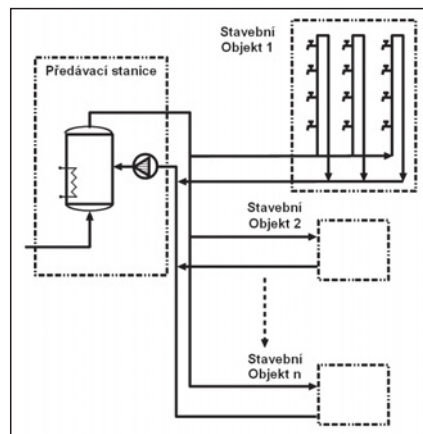 Stavební
Objekt 1
Předávací stanice
Stavební
Objekt 2
Stavební
Objekt n